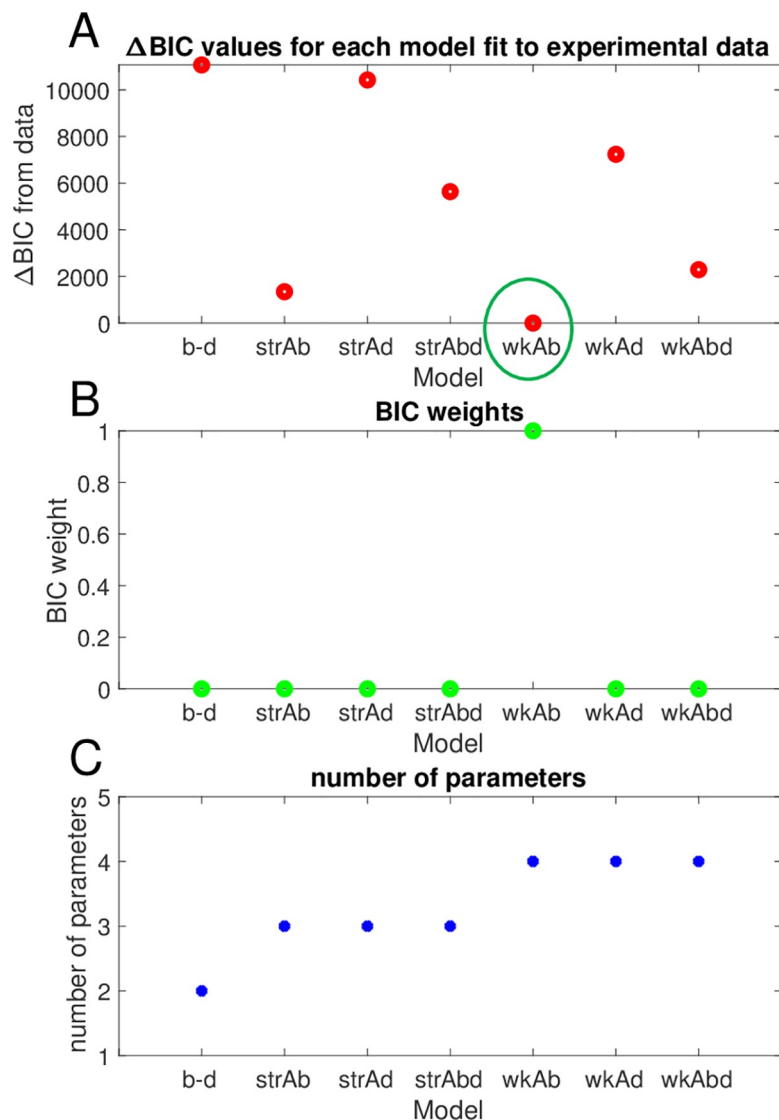 A
ΔBIC values for each model fit to experimental data
ΔBIC from data
10000
8000
6000
4000
2000
0
b-d strAb strAd strAbd wkAb wkAd wkAbd
Model
B
BIC weights
BIC weight
1
0.8
0.6
0.4
0.2
0
b-d strAb strAd strAbd wkAb wkAd wkAbd
Model
C
number of parameters
number of parameters
5
4
3
2
1
b-d strAb strAd strAbd wkAb wkAd wkAbd
Model